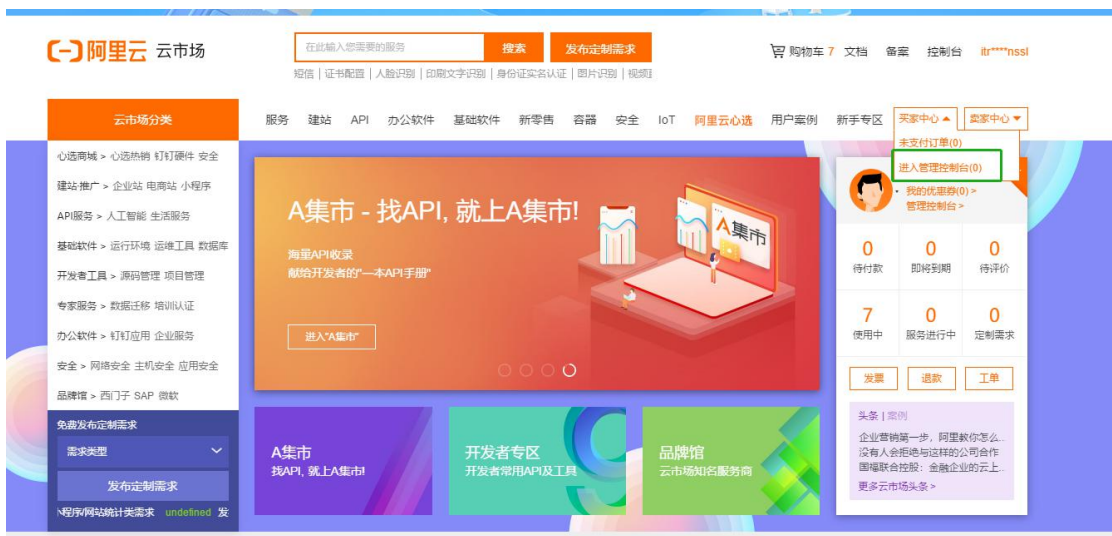 阿里云 云市场
在此输入您需要的服务
搜索
发布定制需求
购物车 7 文档 备案 控制台 itr****nssl
短信 | 证书配置 | 人脸识别 | 印刷文字识别 | 身份证实名认证 | 图片识别 | 视频
云市场分类
服务 建站 API 办公软件 基础软件 新零售 容器 安全 IoT 阿里云心选 用户案例 新手专区 买家中心 卖家中心
未支付订单(0)
进入管理控制台(0)
我的优惠券(0) >
管理控制台 >
心选商城 > 心选热销 钉钉硬件 安全
建站·推广 > 企业站 电商站 小程序
API服务 > 人工智能 生活服务
基础软件 > 运行环境 运维工具 数据库
开发者工具 > 源码管理 项目管理
专家服务 > 数据迁移 培训认证
办公软件 > 钉钉应用 企业服务
安全 > 网络安全 主机安全 应用安全
品牌馆 > 西门子 SAP 微软
免费发布定制需求
需求类型
发布定制需求
程序/网站统计类需求 undefined 发
A集市 - 找API, 就上A集市!
海量API收录
献给开发者的“一本API手册”
进入“A集市”
A集市
A集市
找API, 就上A集市!
开发者专区
开发者常用API及工具
品牌馆
云市场知名服务商
0 0 0
待付款 即将到期 待评价
7 0 0
使用中 服务进行中 定制需求
发票 退款 工单
头条 | 案例
企业营销第一步，阿里教你怎么..
没有人会拒绝与这样的公司合作
国福联合控股：金融企业的云上..
更多云市场头条 >